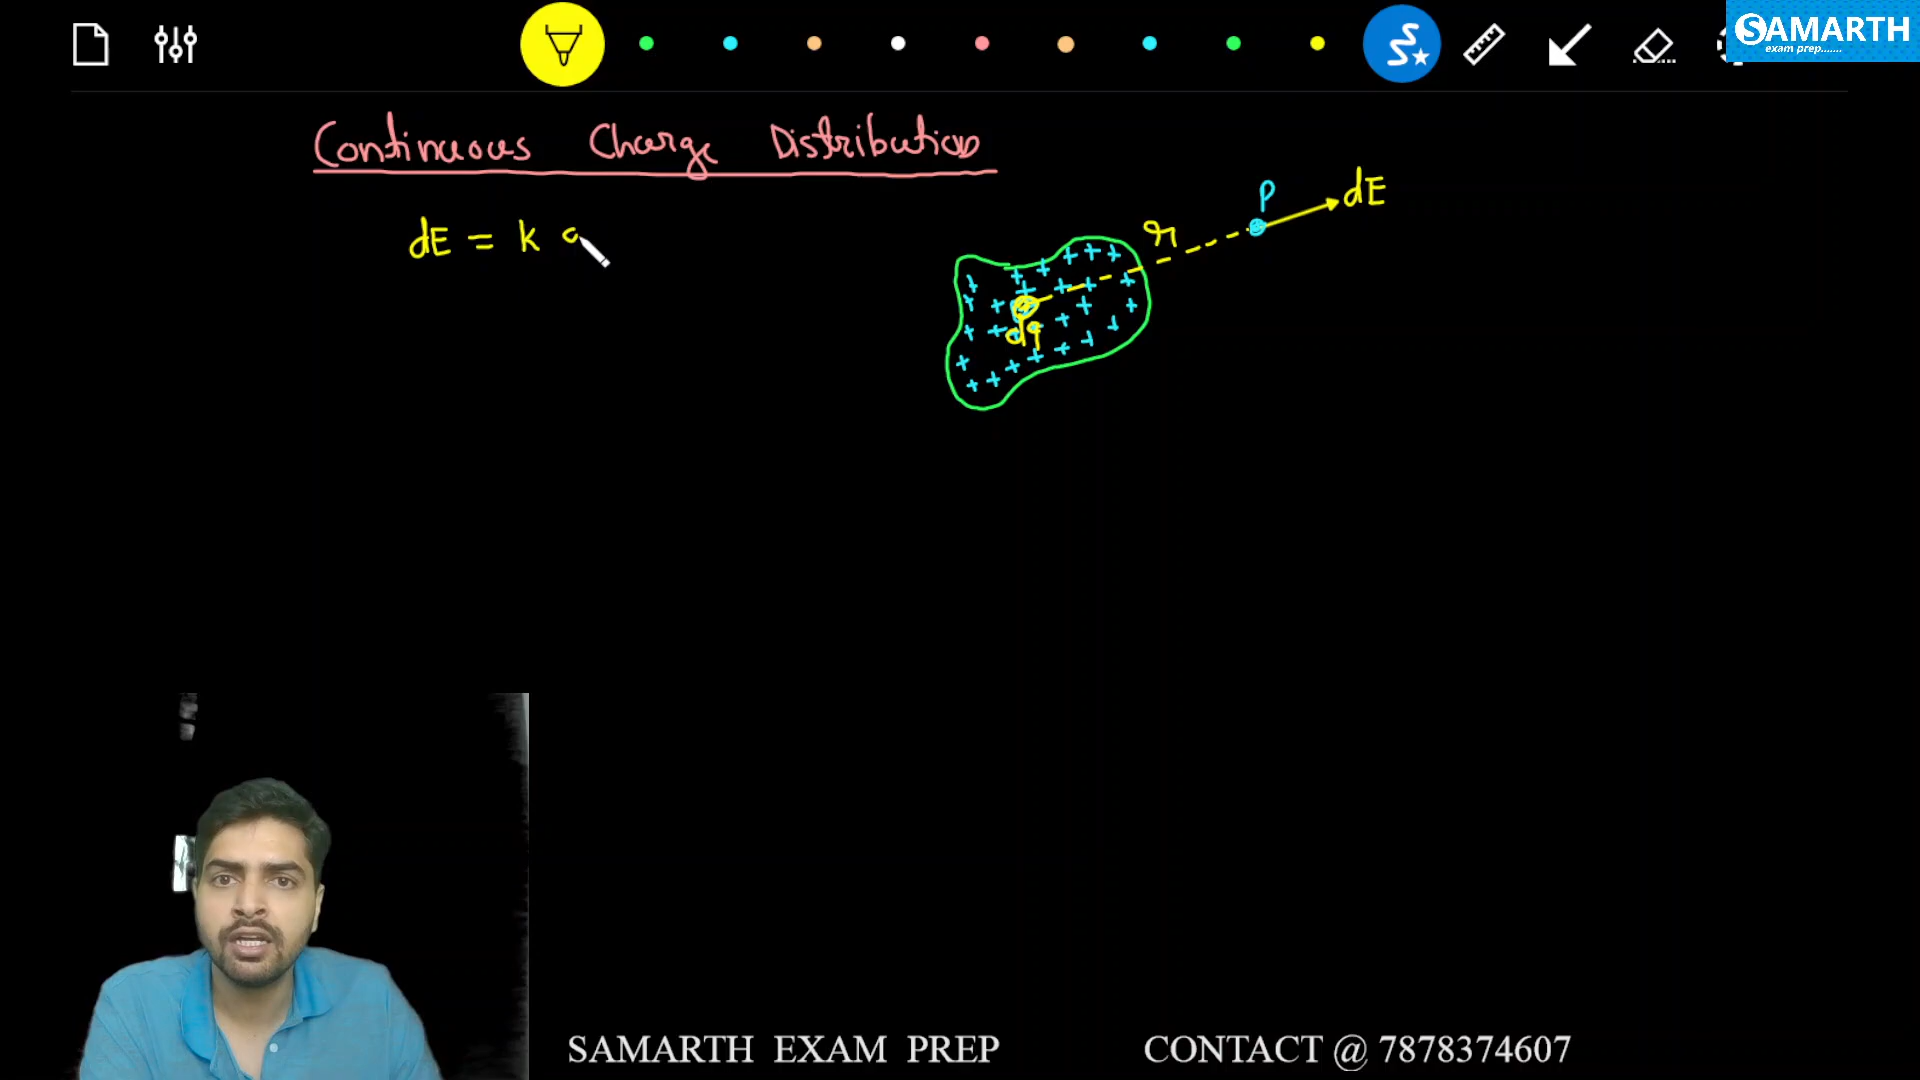 SAMARTH
exam prep.......
Continuous Charge Distribution
dE = k
P
dE
r
dq
SAMARTH EXAM PREP
CONTACT @ 7878374607